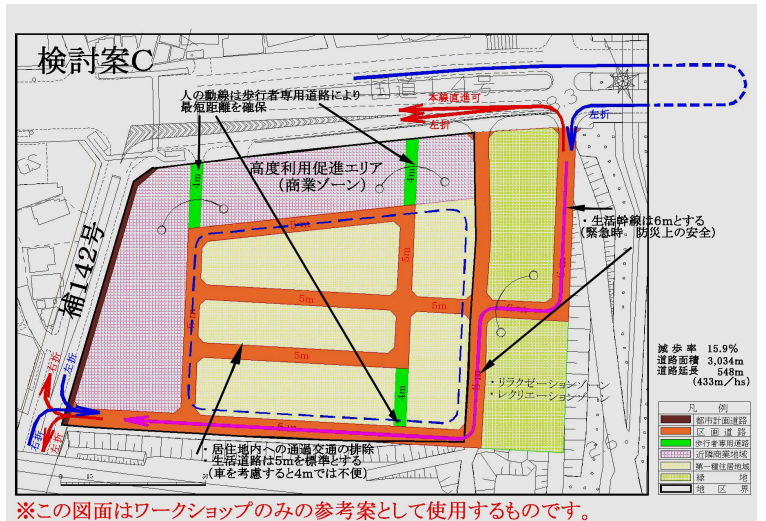 検討案C
人の動線は歩行者専用道路により
最短距離を確保
本線直進可
左折
左折
4m
高度利用促進エリア
(商業ゾーン)
4m
・生活幹線は6mとする
(緊急時。防災上の安全)
補142号
5m
5m
5m
5m
5m
5m
4m
・リラクゼーションゾーン
・レクリエーションゾーン
右折
左折
右折
左折
・居住地内への通過交通の排除
・生活道路は5mを標準とする
(車を考慮すると4mでは不便)
減歩率 15.9%
道路面積 3,034m
道路延長 548m
(433m/hs)
凡例
都市計画道路
区画道路
歩行者専用道路
近隣商業地域
第一種住居地域
緑地
地区界
※この図面はワークショップのみの参考案として使用するものです。